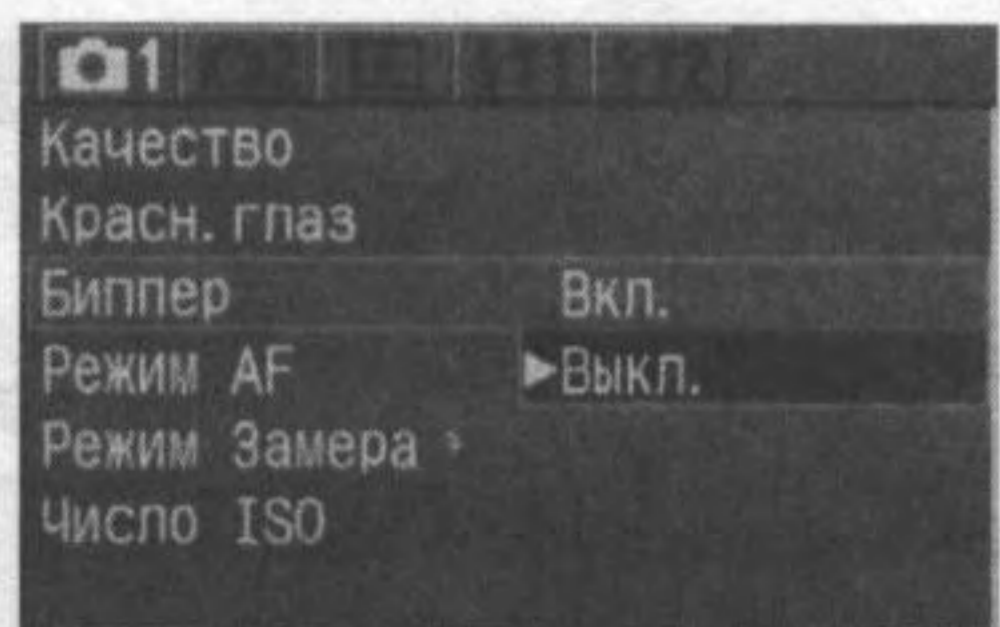 1
Качество
Красн. глаз
Биппер Вкл.
Режим AF ▶Выкл.
Режим Замера
Число ISO